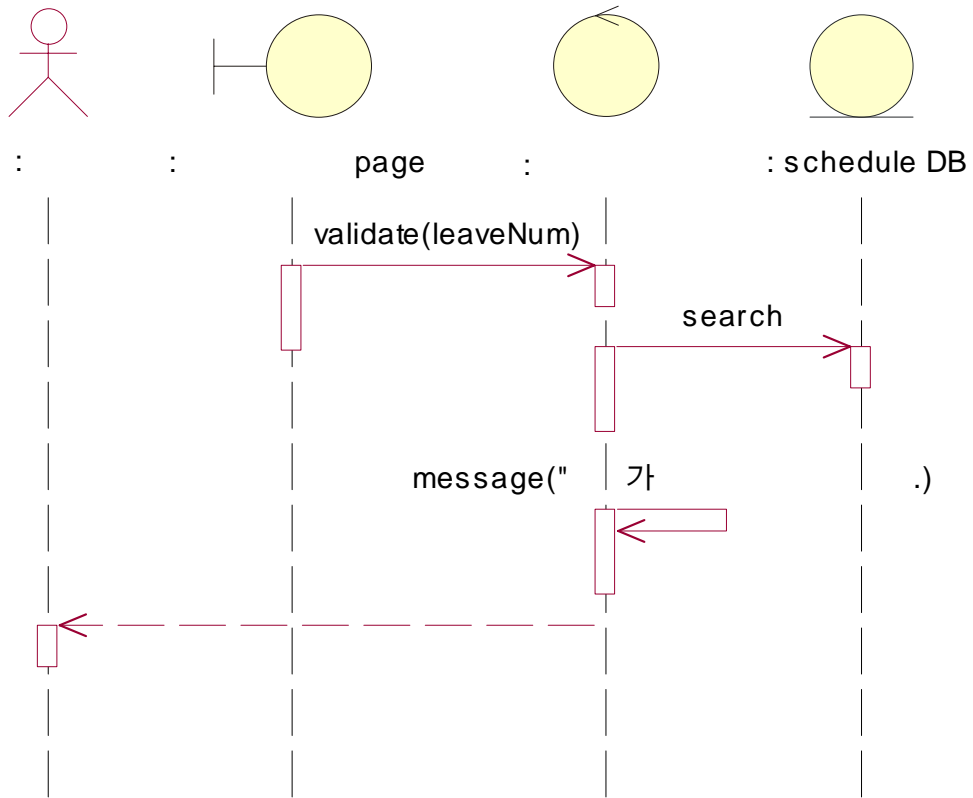 : : page : : schedule DB
validate(leaveNum)
search
message(" 가 .)